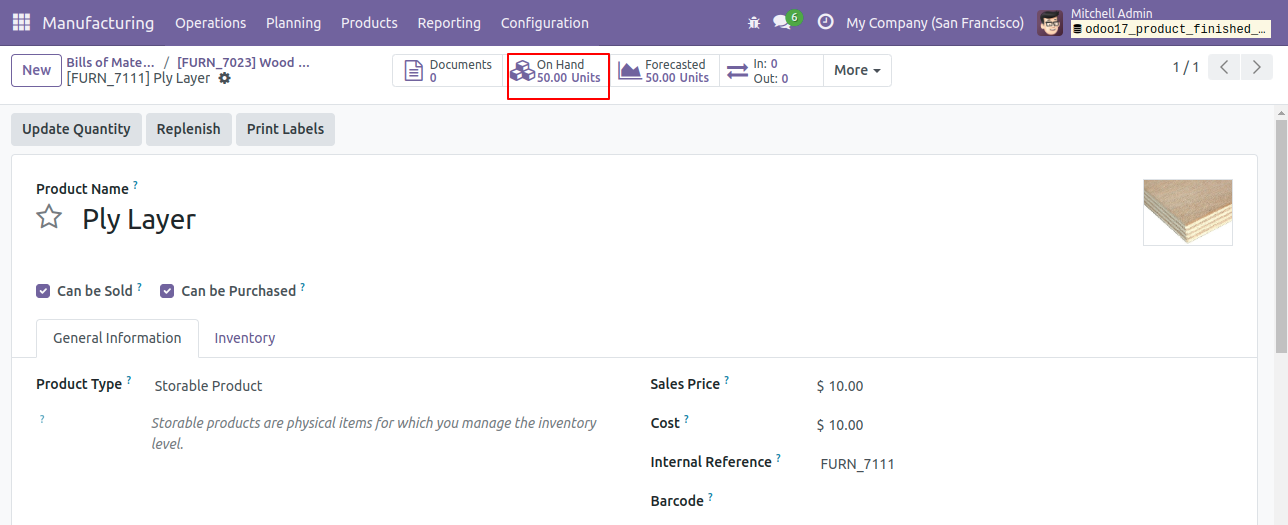 Manufacturing Operations Planning Products Reporting Configuration 6 My Company (San Francisco) Mitchell Admin
odoo17_product_finished_…
New Bills of Mate… / [FURN_7023] Wood …
[FURN_7111] Ply Layer
Documents
0
On Hand
50.00 Units
Forecasted
50.00 Units
In: 0
Out: 0
More
1 / 1
Update Quantity Replenish Print Labels
Product Name ?
Ply Layer
Can be Sold ? Can be Purchased ?
General Information Inventory
Product Type ? Storable Product
? Storable products are physical items for which you manage the inventory
level.
Sales Price ? $ 10.00
Cost ? $ 10.00
Internal Reference ? FURN_7111
Barcode ?